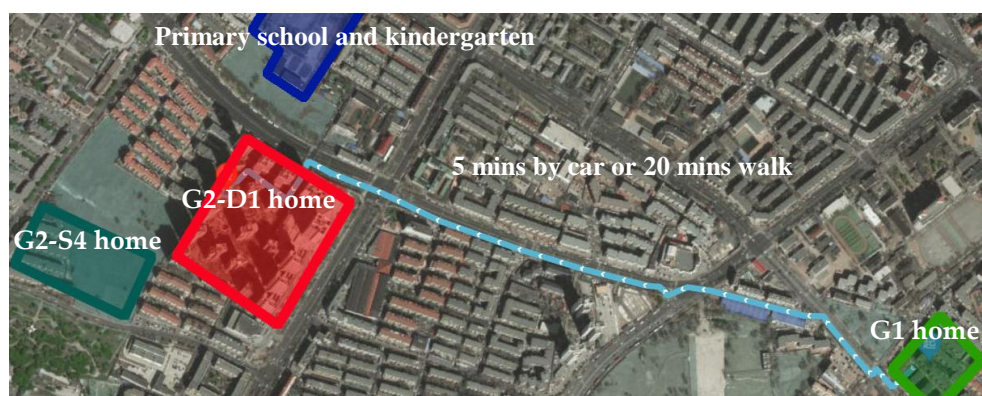 Primary school and kindergarten
5 mins by car or 20 mins walk
G2-D1 home
G2-S4 home
G1 home